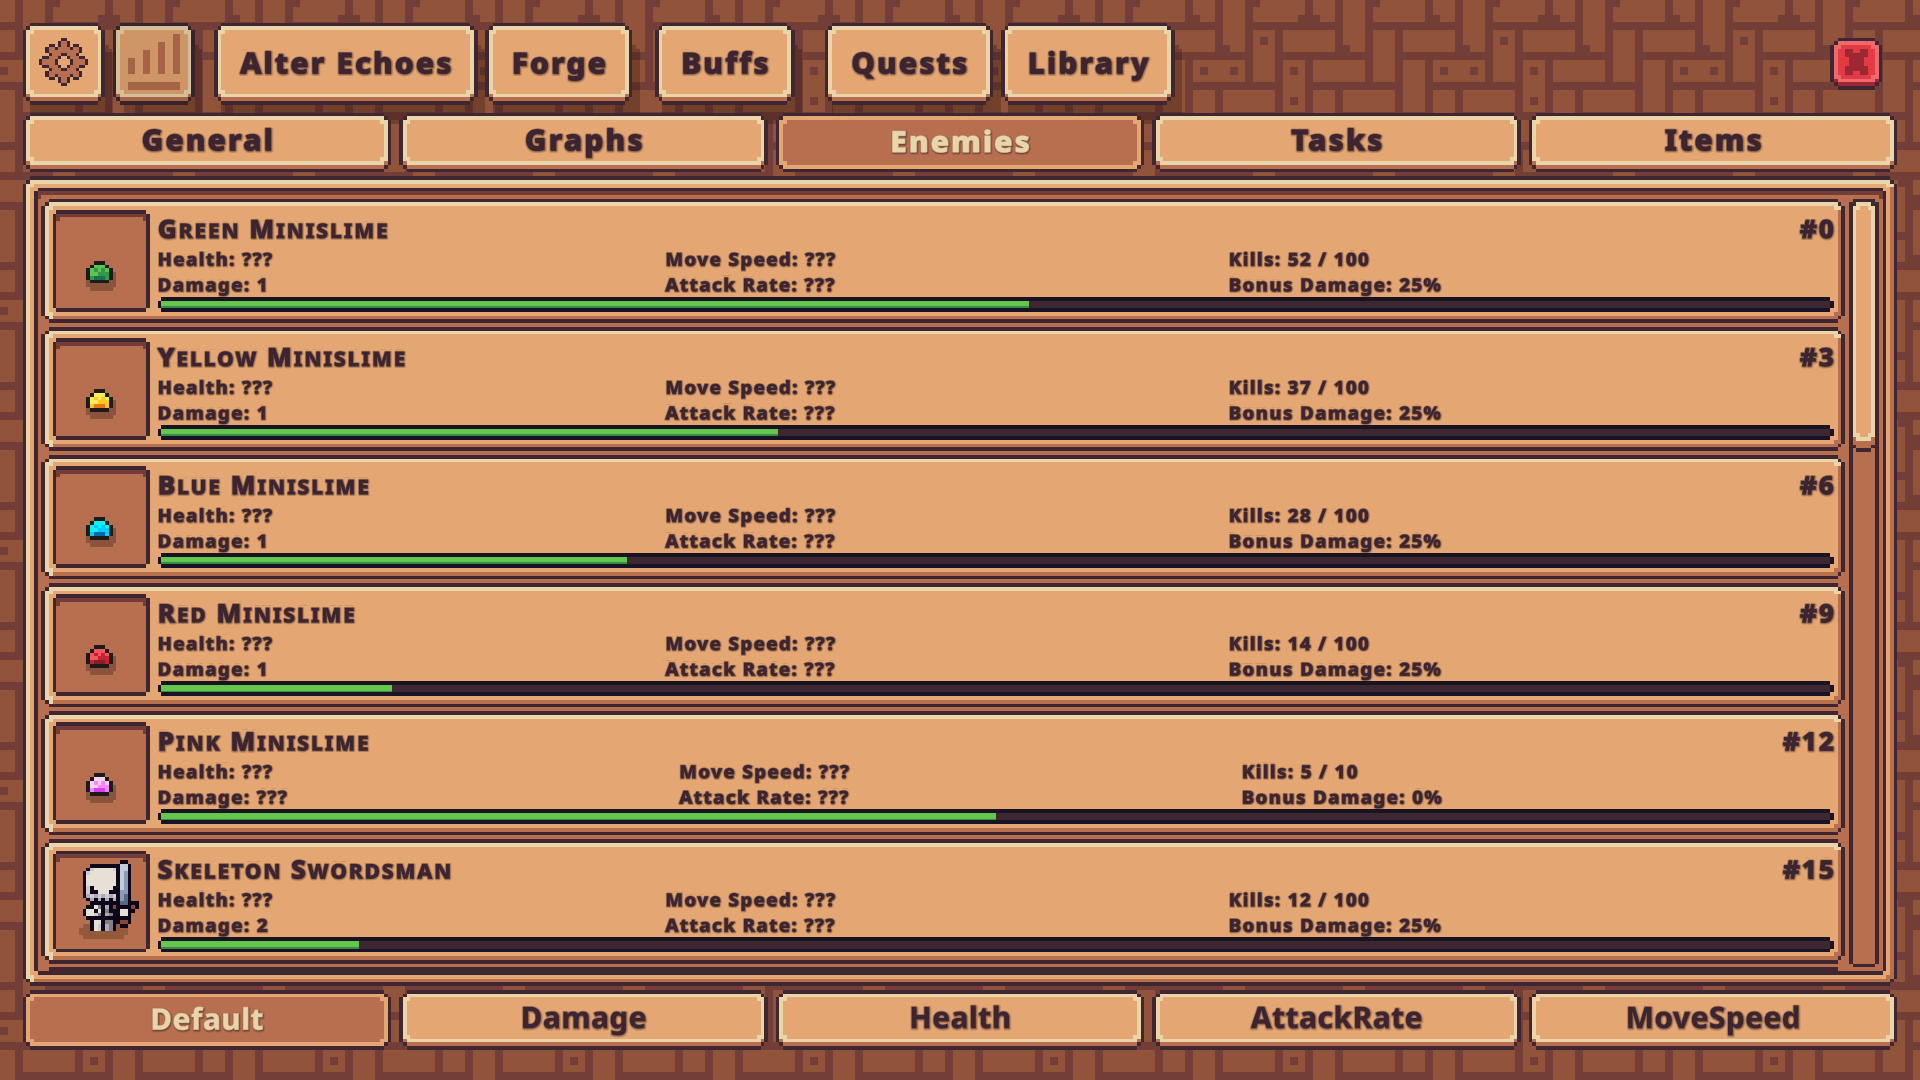 Alter Echoes Forge Buffs Quests Library
General Graphs Enemies Tasks Items
Green Minislime #0
Health: ??? Move Speed: ??? Kills: 52 / 100
Damage: 1 Attack Rate: ??? Bonus Damage: 25%
Yellow Minislime #3
Health: ??? Move Speed: ??? Kills: 37 / 100
Damage: 1 Attack Rate: ??? Bonus Damage: 25%
Blue Minislime #6
Health: ??? Move Speed: ??? Kills: 28 / 100
Damage: 1 Attack Rate: ??? Bonus Damage: 25%
Red Minislime #9
Health: ??? Move Speed: ??? Kills: 14 / 100
Damage: 1 Attack Rate: ??? Bonus Damage: 25%
Pink Minislime #12
Health: ??? Move Speed: ??? Kills: 5 / 10
Damage: ??? Attack Rate: ??? Bonus Damage: 0%
Skeleton Swordsman #15
Health: ??? Move Speed: ??? Kills: 12 / 100
Damage: 2 Attack Rate: ??? Bonus Damage: 25%
Default Damage Health AttackRate MoveSpeed